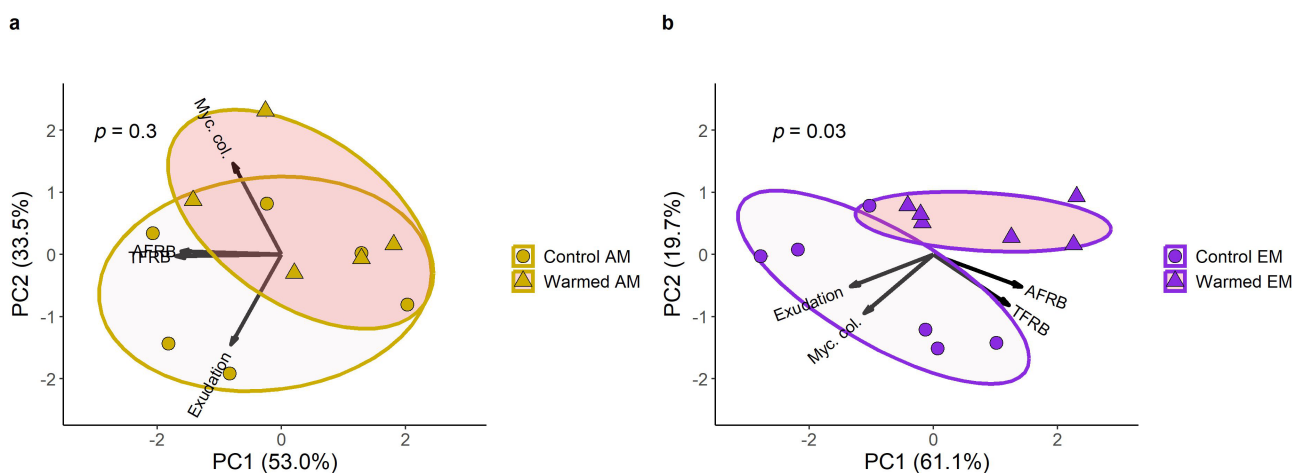 a
p = 0.3
Myc. col.
AFRB
TFRB
Exudation
2
1
0
-1
-2
PC2 (33.5%)
-2 0 2
PC1 (53.0%)
Control AM
Warmed AM
b
p = 0.03
Exudation
Myc. col.
AFRB
TFRB
2
1
0
-1
-2
PC2 (19.7%)
-2 0 2
PC1 (61.1%)
Control EM
Warmed EM